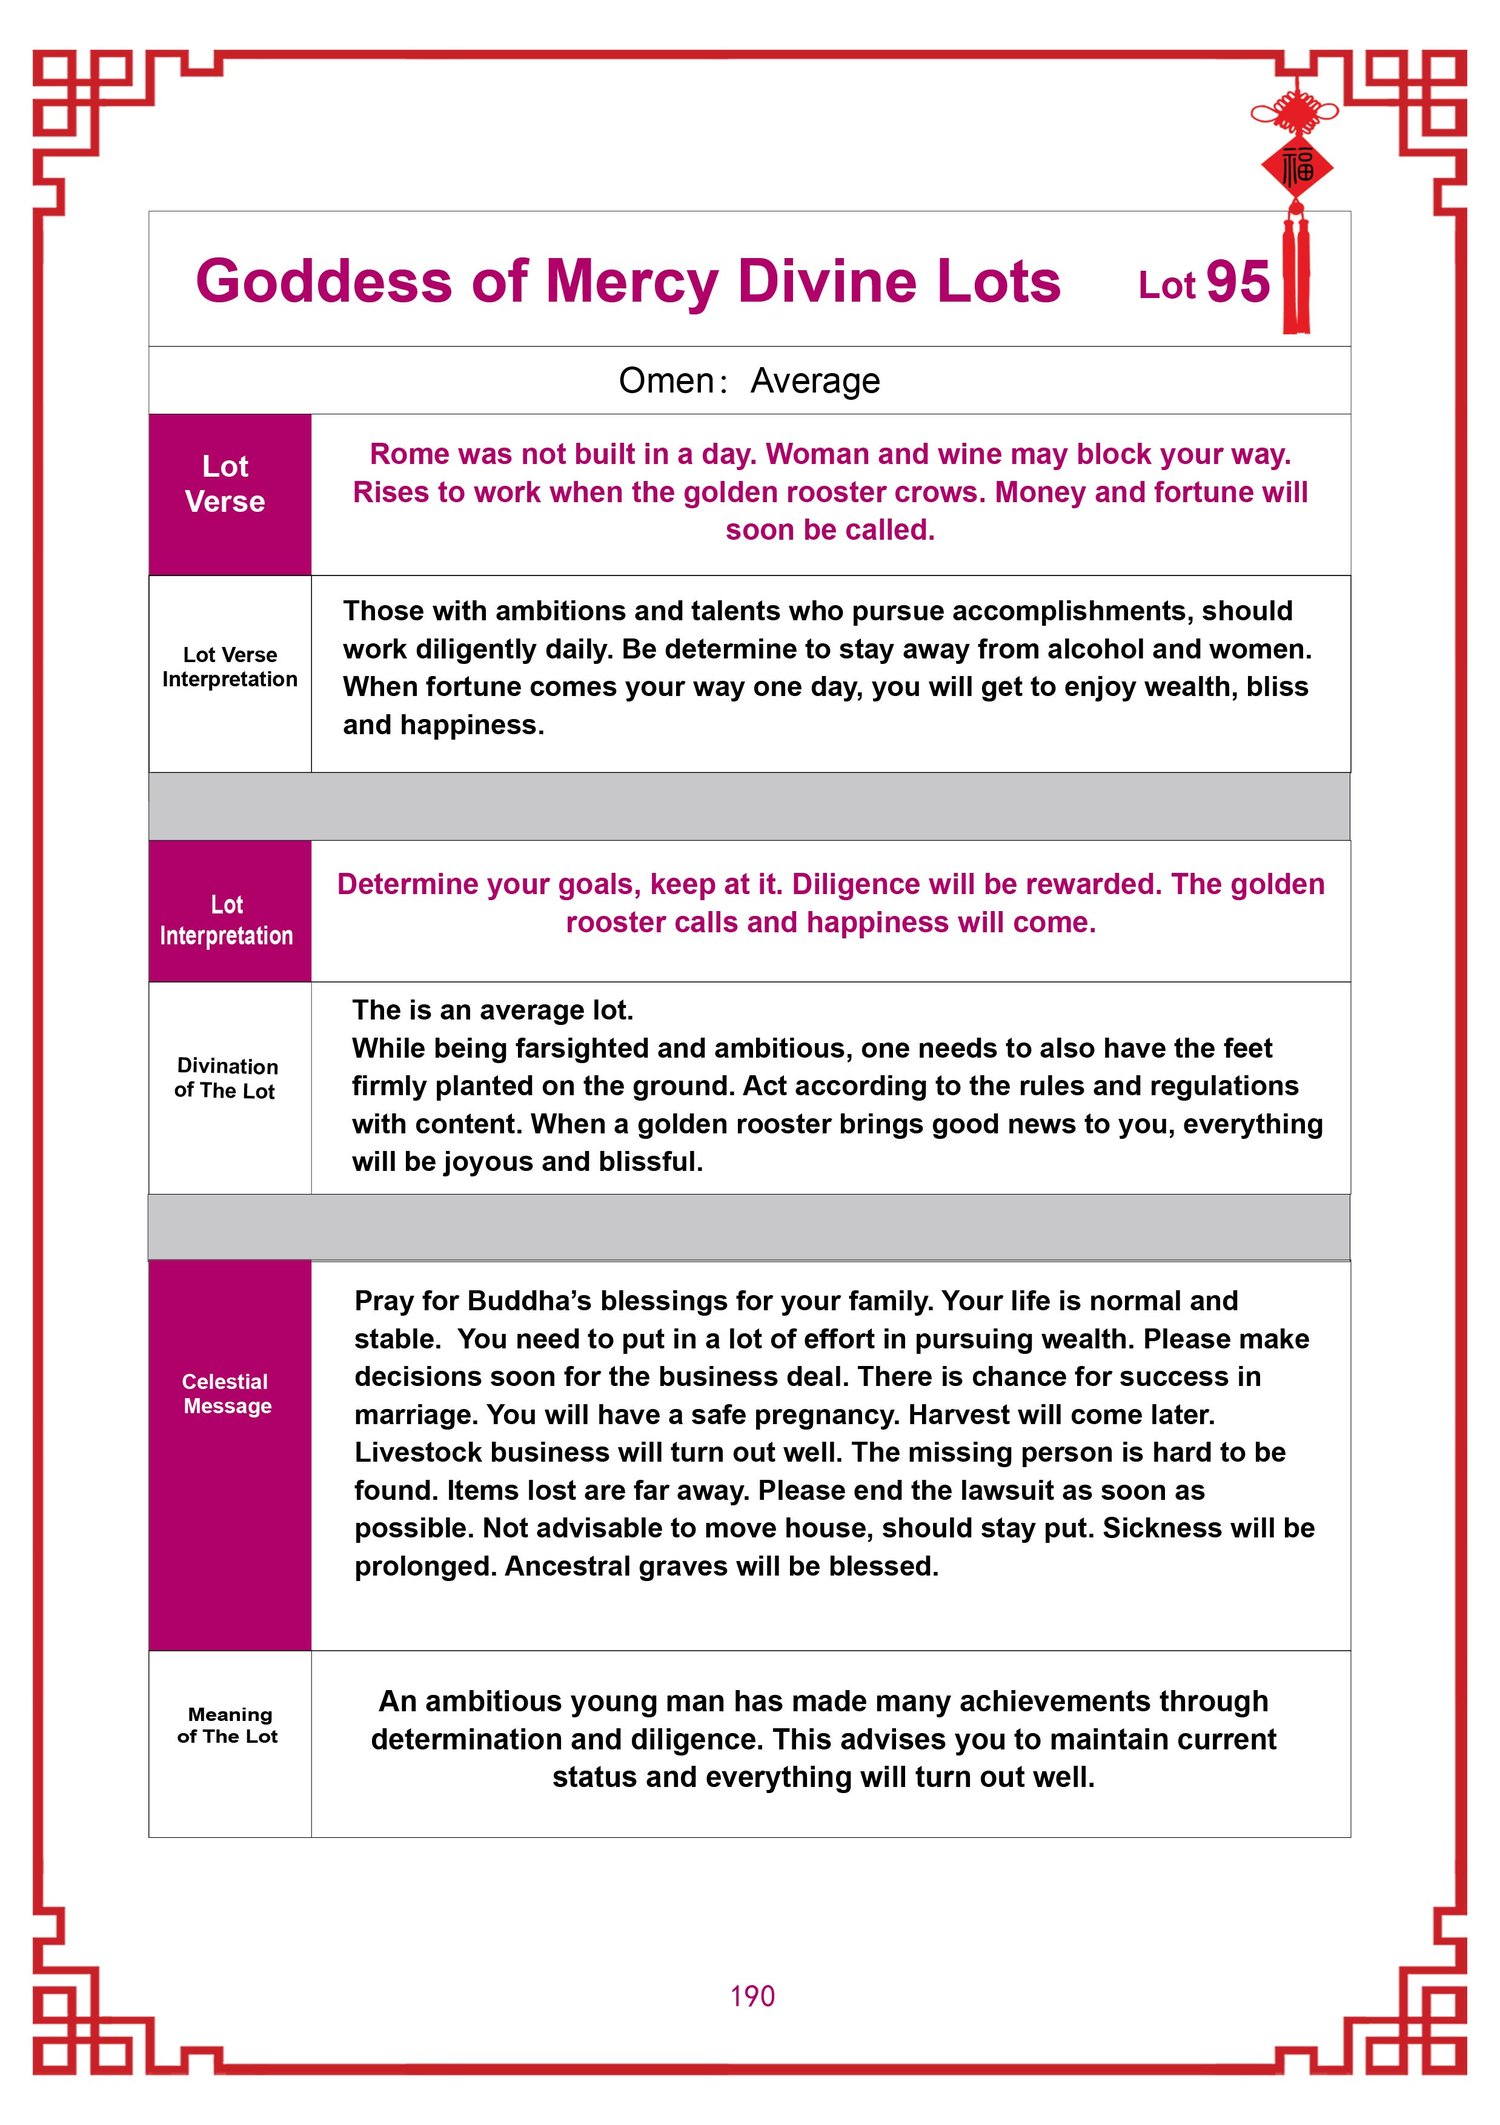 福
Goddess of Mercy Divine Lots Lot 95
Omen： Average
Lot
Verse
Rome was not built in a day. Woman and wine may block your way.
Rises to work when the golden rooster crows. Money and fortune will
soon be called.
Lot Verse
Interpretation
Those with ambitions and talents who pursue accomplishments, should
work diligently daily. Be determine to stay away from alcohol and women.
When fortune comes your way one day, you will get to enjoy wealth, bliss
and happiness.
Lot
Interpretation
Determine your goals, keep at it. Diligence will be rewarded. The golden
rooster calls and happiness will come.
Divination
of The Lot
The is an average lot.
While being farsighted and ambitious, one needs to also have the feet
firmly planted on the ground. Act according to the rules and regulations
with content. When a golden rooster brings good news to you, everything
will be joyous and blissful.
Celestial
Message
Pray for Buddha’s blessings for your family. Your life is normal and
stable.  You need to put in a lot of effort in pursuing wealth. Please make
decisions soon for the business deal. There is chance for success in
marriage. You will have a safe pregnancy. Harvest will come later.
Livestock business will turn out well. The missing person is hard to be
found. Items lost are far away. Please end the lawsuit as soon as
possible. Not advisable to move house, should stay put. Sickness will be
prolonged. Ancestral graves will be blessed.
Meaning
of The Lot
An ambitious young man has made many achievements through
determination and diligence. This advises you to maintain current
status and everything will turn out well.
190